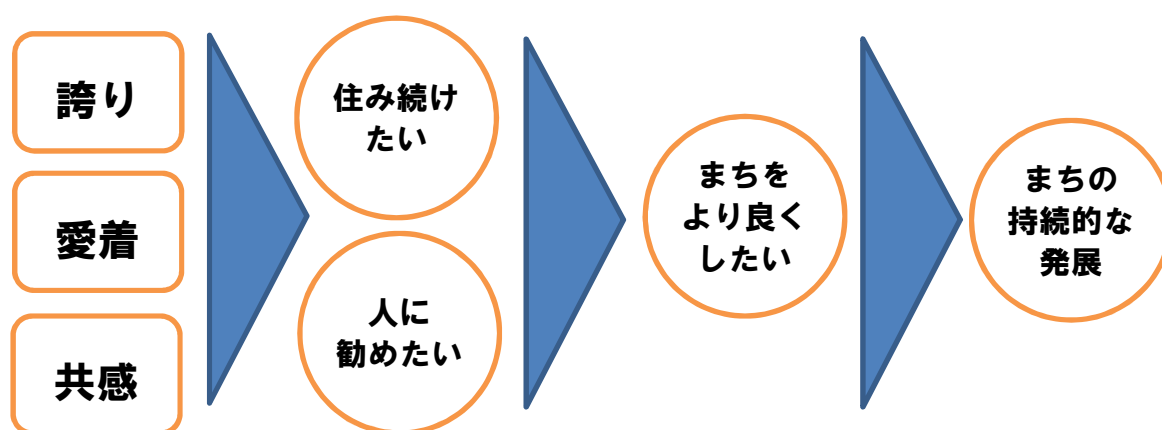 誇り
愛着
共感
住み続け
たい
人に
勧めたい
まちを
より良く
したい
まちの
持続的な
発展